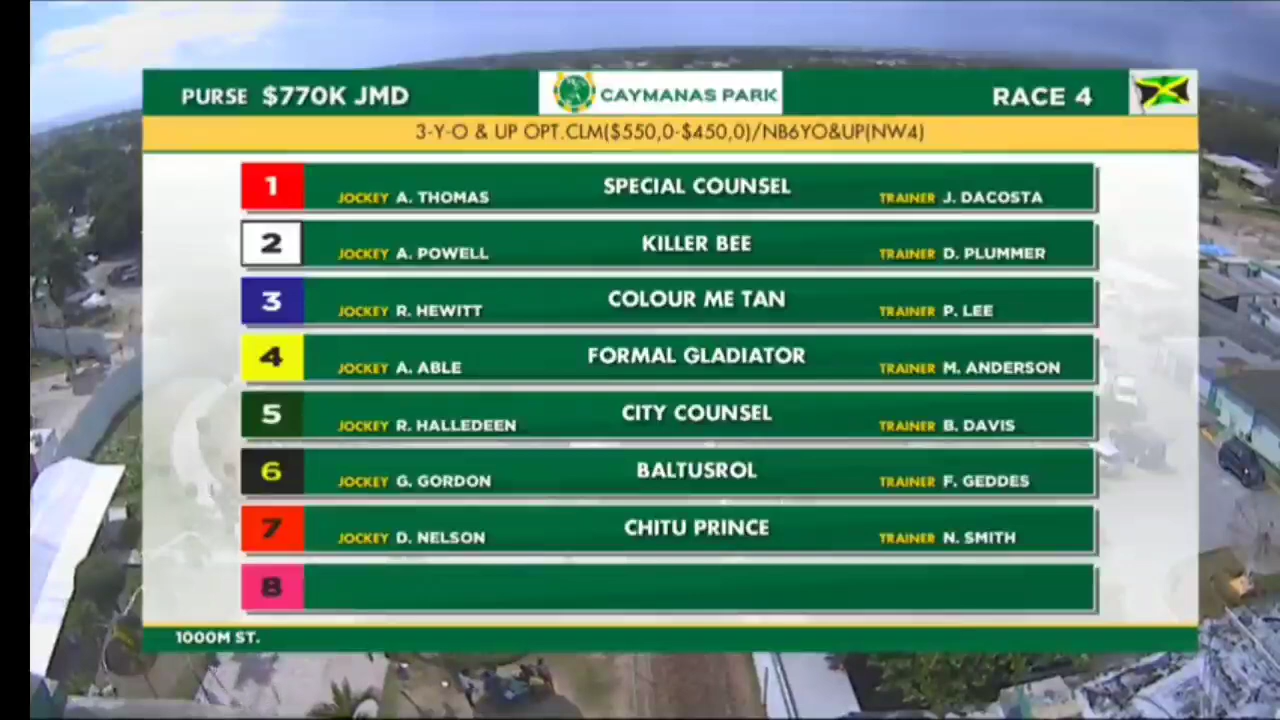 PURSE $770K JMD CAYMANAS PARK RACE 4
3-Y-O & UP OPT.CLM($550,0-$450,0)/NB6YO&UP(NW4)
1 JOCKEY A. THOMAS SPECIAL COUNSEL TRAINER J. DACOSTA
2 JOCKEY A. POWELL KILLER BEE TRAINER D. PLUMMER
3 JOCKEY R. HEWITT COLOUR ME TAN TRAINER P. LEE
4 JOCKEY A. ABLE FORMAL GLADIATOR TRAINER M. ANDERSON
5 JOCKEY R. HALLEDEEN CITY COUNSEL TRAINER B. DAVIS
6 JOCKEY G. GORDON BALTUSROL TRAINER F. GEDDES
7 JOCKEY D. NELSON CHITU PRINCE TRAINER N. SMITH
8
1000M ST.